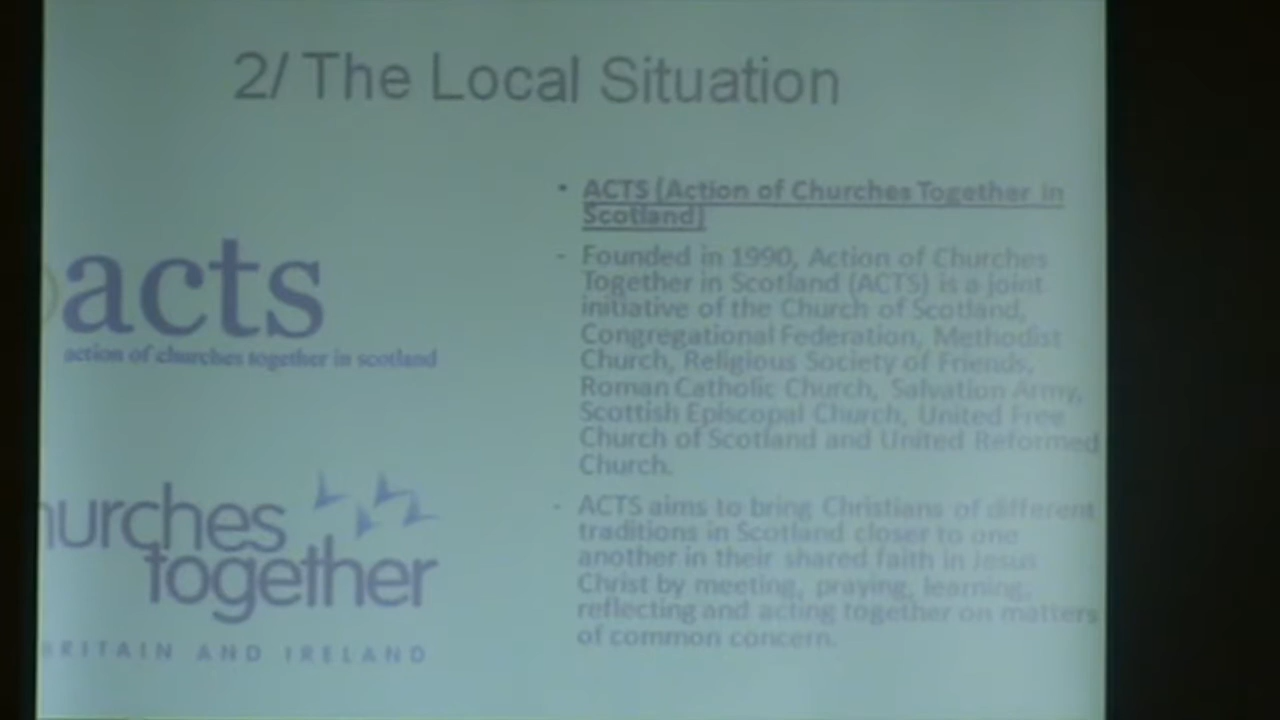 2/ The Local Situation
acts
action of churches together in scotland
hurches
together
BRITAIN AND IRELAND
• ACTS (Action of Churches Together in
Scotland)
- Founded in 1990, Action of Churches
Together in Scotland (ACTS) is a joint
initiative of the Church of Scotland,
Congregational Federation, Methodist
Church, Religious Society of Friends,
Roman Catholic Church, Salvation Army,
Scottish Episcopal Church, United Free
Church of Scotland and United Reformed
Church.
- ACTS aims to bring Christians of different
traditions in Scotland closer to one
another in their shared faith in Jesus
Christ by meeting, praying, learning,
reflecting and acting together on matters
of common concern.